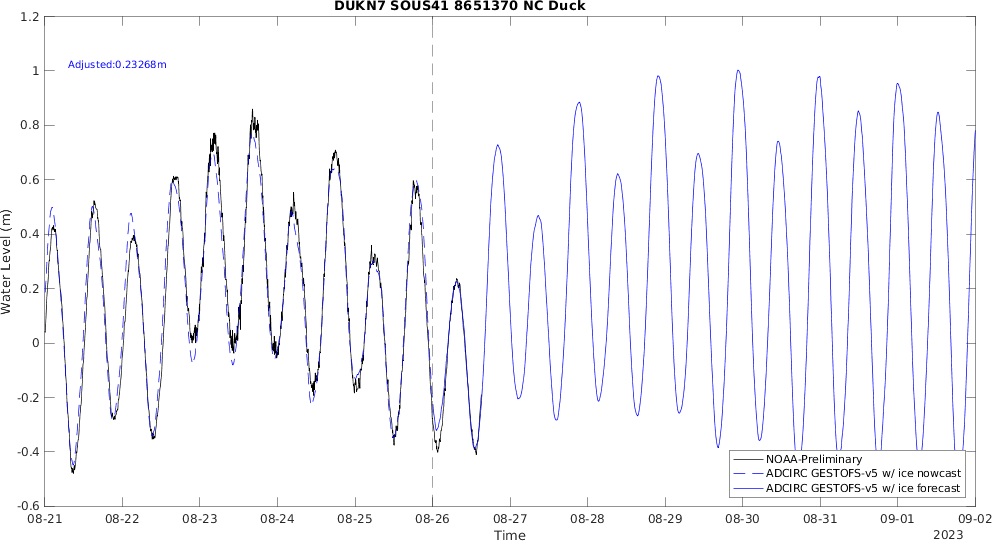 DUKN7 SOUS41 8651370 NC Duck
Adjusted:0.23268m
Water Level (m)
1.2
1
0.8
0.6
0.4
0.2
0
-0.2
-0.4
-0.6
NOAA-Preliminary
ADCIRC GESTOFS-v5 w/ ice nowcast
ADCIRC GESTOFS-v5 w/ ice forecast
08-21 08-22 08-23 08-24 08-25 08-26 08-27 08-28 08-29 08-30 08-31 09-01 09-02
Time
2023